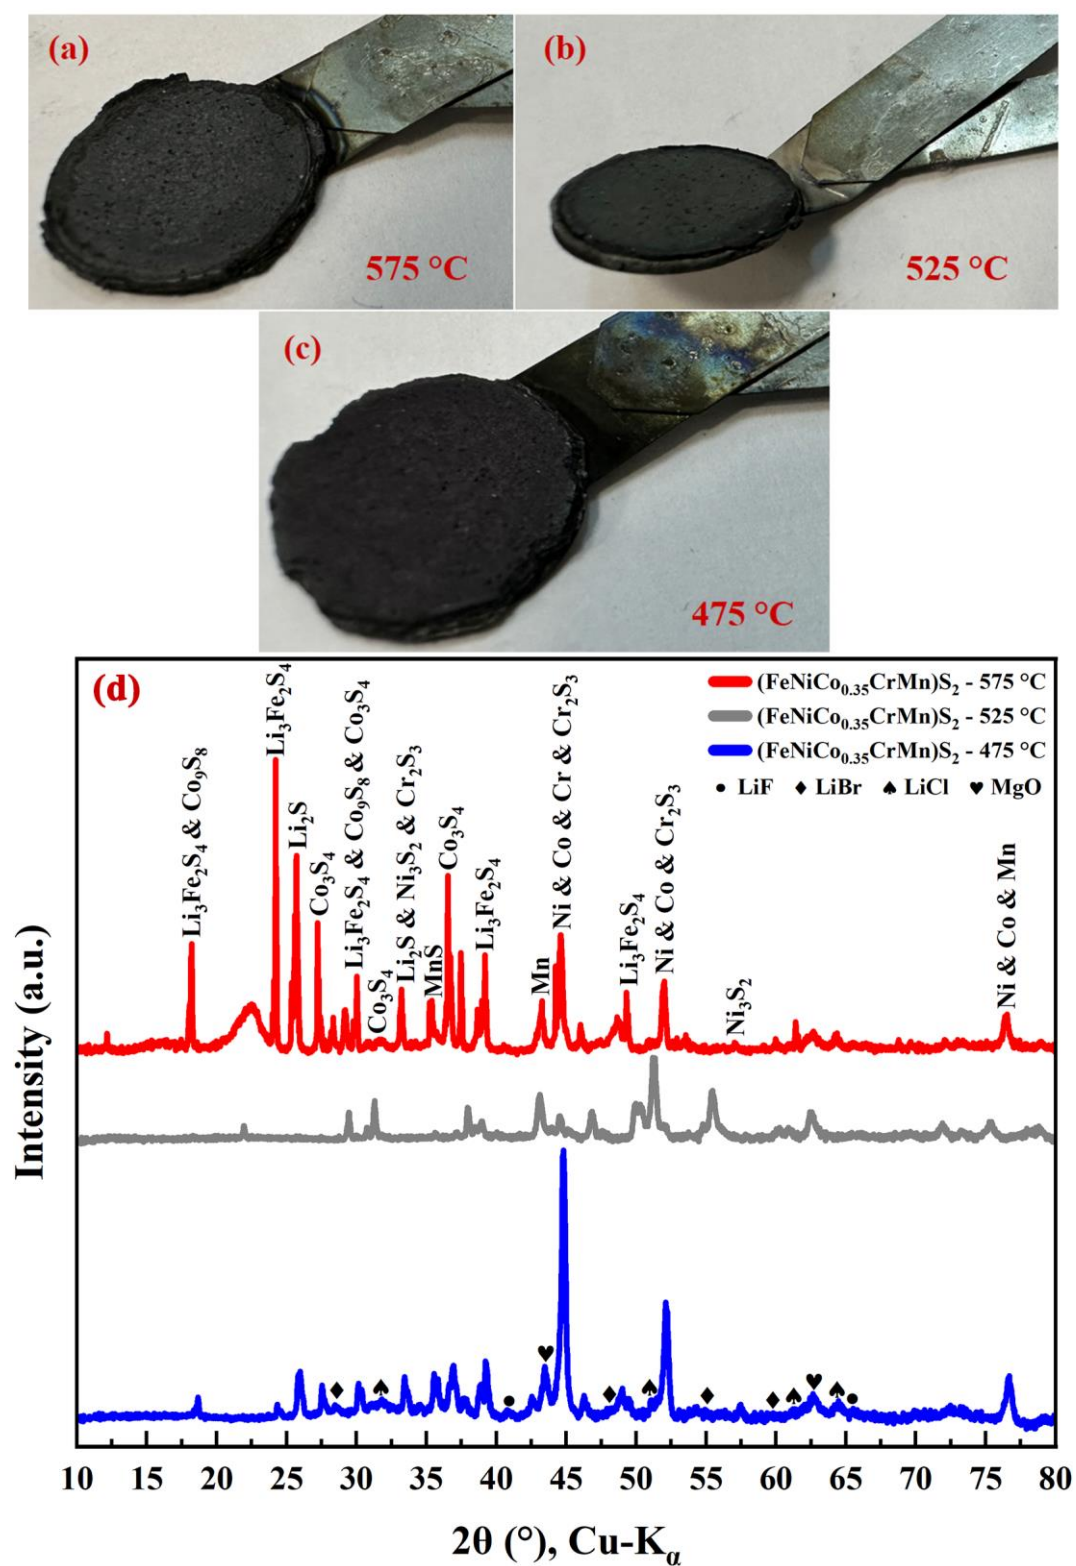 (a)
575 °C
(b)
525 °C
(c)
475 °C
(d)
(FeNiCo₀.₃₅CrMn)S₂ - 575 °C
(FeNiCo₀.₃₅CrMn)S₂ - 525 °C
(FeNiCo₀.₃₅CrMn)S₂ - 475 °C
● LiF ♦ LiBr ♠ LiCl ♥ MgO
Li₃Fe₂S₄ & Co₉S₈
Li₃Fe₂S₄
Li₂S
Co₃S₄
Li₃Fe₂S₄ & Co₉S₈ & Co₃S₄
Co₃S₄
Li₂S & Ni₃S₂ & Cr₂S₃
MnS
Co₃S₄
Li₃Fe₂S₄
Mn
Ni & Co & Cr & Cr₂S₃
Li₃Fe₂S₄
Ni & Co & Cr₂S₃
Ni₃S₂
Ni & Co & Mn
Intensity (a.u.)
10 15 20 25 30 35 40 45 50 55 60 65 70 75 80
2θ (°), Cu-Kα